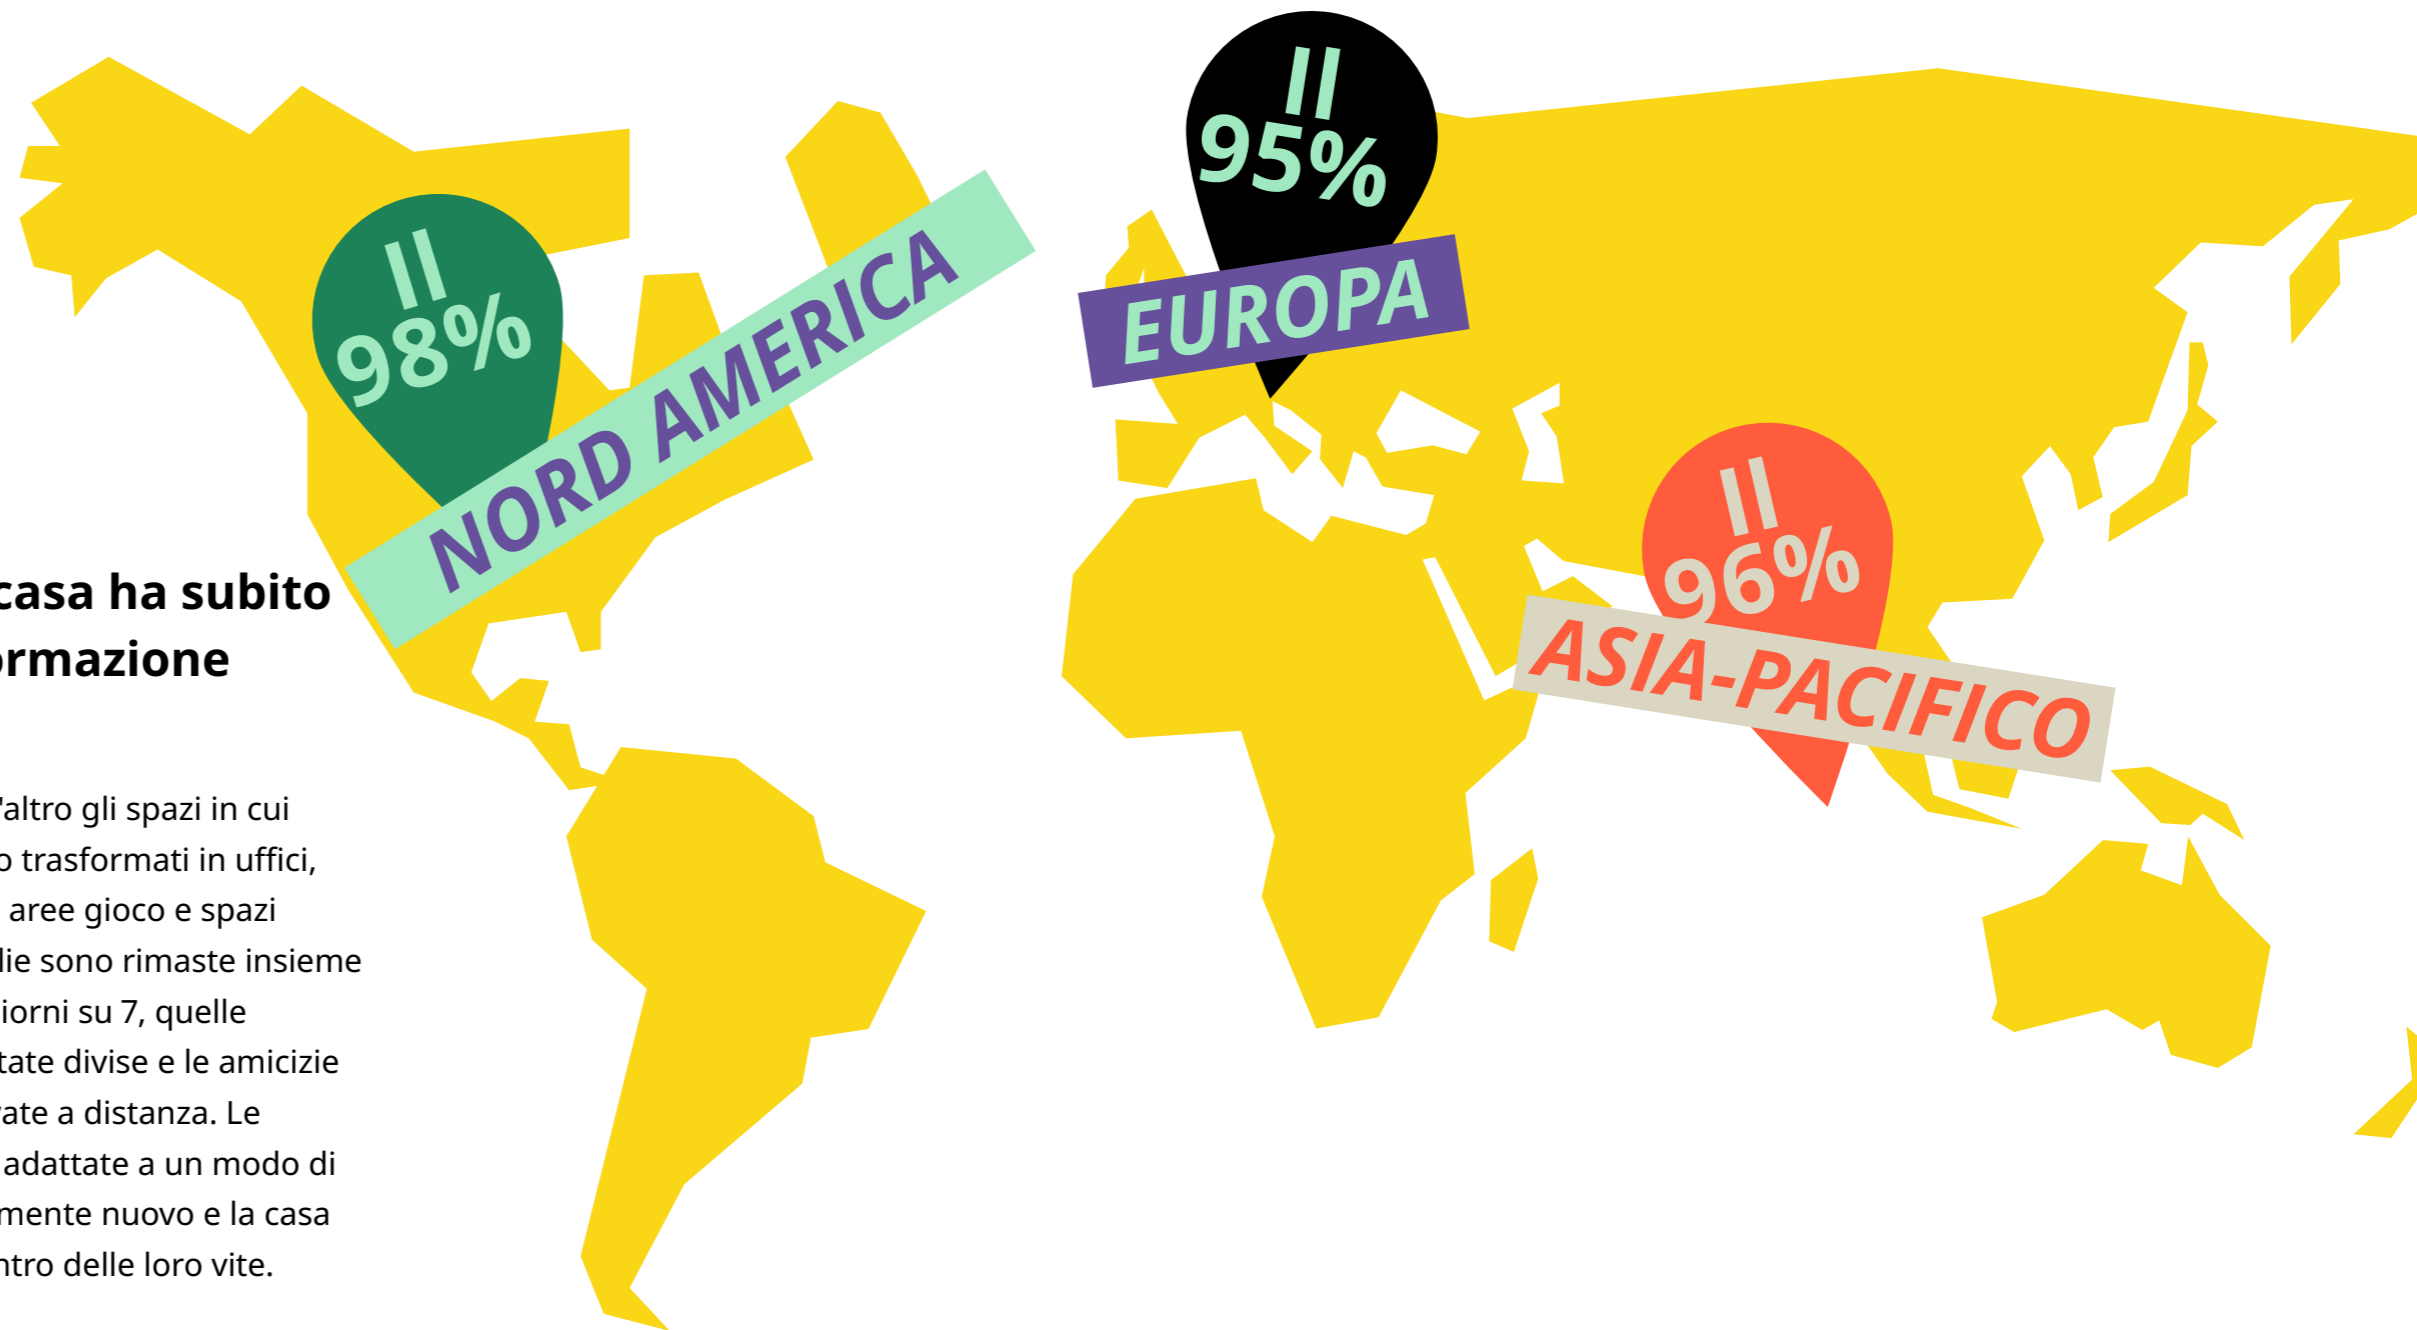 casa ha subito
ormazione
'altro gli spazi in cui
o trasformati in uffici,
aree gioco e spazi
lie sono rimaste insieme
iorni su 7, quelle
tate divise e le amicizie
ate a distanza. Le
adattate a un modo di
mente nuovo e la casa
ntro delle loro vite.
Il
98%
NORD AMERICA
Il
95%
EUROPA
Il
96%
ASIA-PACIFICO